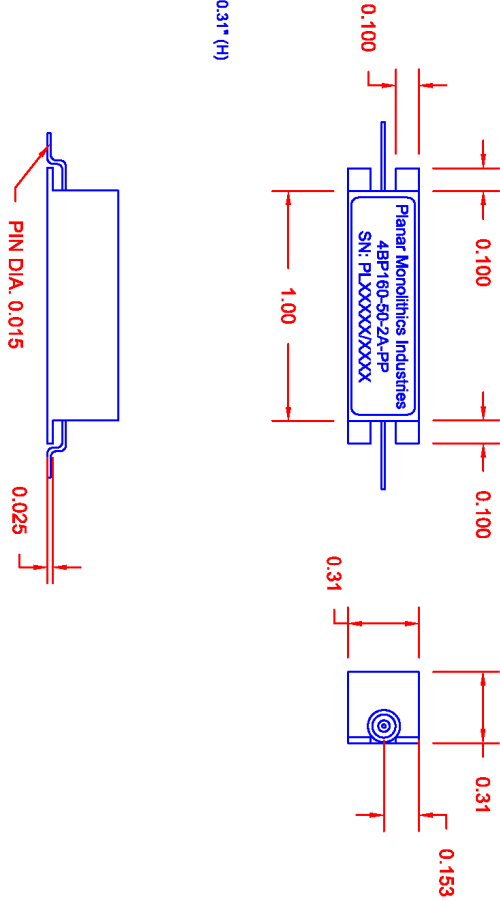 0.31" (H)
0.100
0.100
0.100
Planar Monolithics Industries
4BP160-50-2A-PP
SN: PLXXXXX/XXXX
1.00
0.31
0.31
0.153
PIN DIA. 0.015
0.025